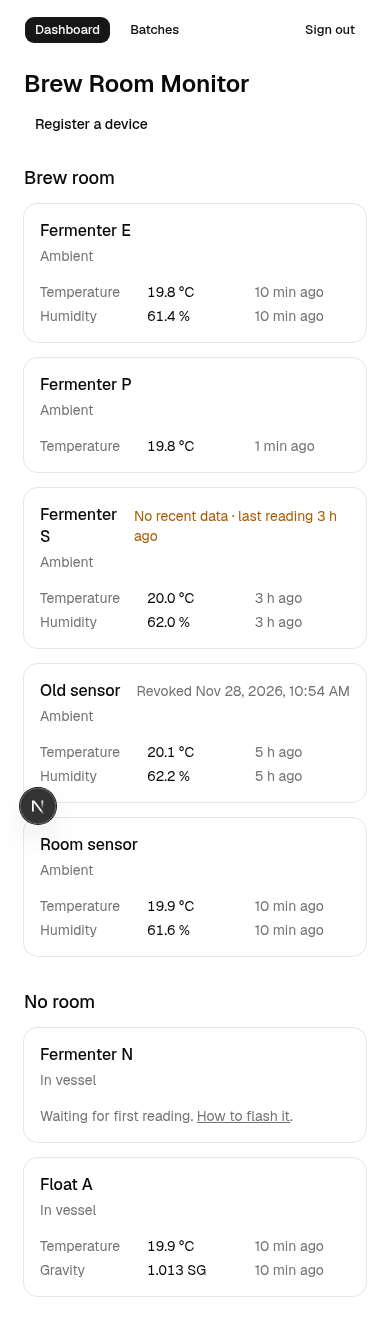 Dashboard Batches Sign out
Brew Room Monitor
Register a device
Brew room
Fermenter E
Ambient
Temperature 19.8 °C 10 min ago
Humidity 61.4 % 10 min ago
Fermenter P
Ambient
Temperature 19.8 °C 1 min ago
Fermenter
S
No recent data · last reading 3 h
ago
Ambient
Temperature 20.0 °C 3 h ago
Humidity 62.0 % 3 h ago
Old sensor Revoked Nov 28, 2026, 10:54 AM
Ambient
Temperature 20.1 °C 5 h ago
Humidity 62.2 % 5 h ago
N
Room sensor
Ambient
Temperature 19.9 °C 10 min ago
Humidity 61.6 % 10 min ago
No room
Fermenter N
In vessel
Waiting for first reading. How to flash it.
Float A
In vessel
Temperature 19.9 °C 10 min ago
Gravity 1.013 SG 10 min ago